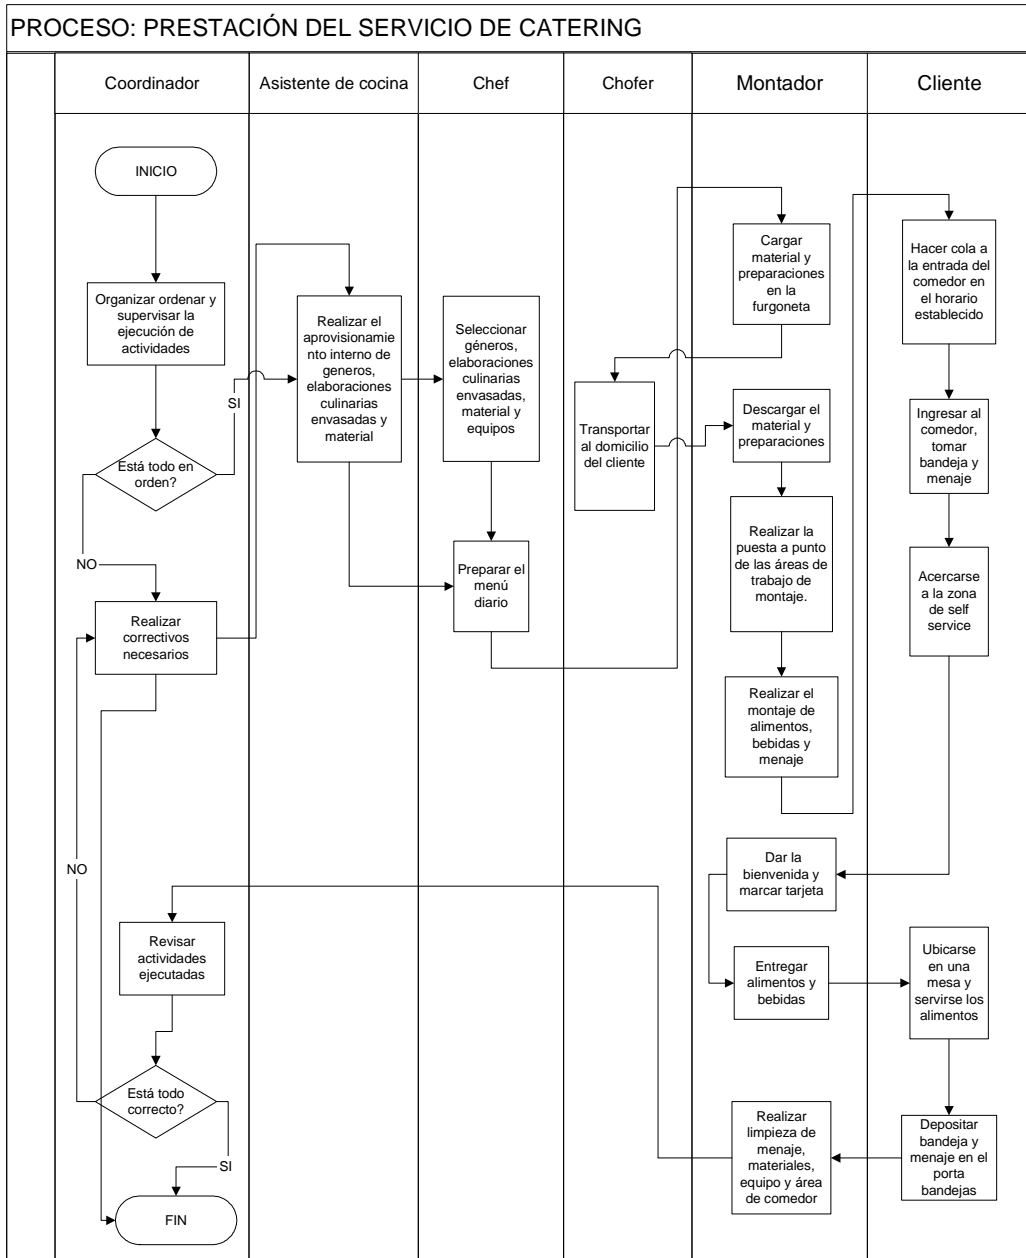 PROCESO: PRESTACIÓN DEL SERVICIO DE CATERING
Coordinador
Asistente de cocina
Chef
Chofer
Montador
Cliente
INICIO
Organizar ordenar y
supervisar la
ejecución de
actividades
SI
Está todo en
orden?
NO
Realizar
correctivos
necesarios
NO
Revisar
actividades
ejecutadas
Está todo
correcto?
SI
FIN
Realizar el
aprovisionamie
nto interno de
generos,
elaboraciones
culinarias
envasadas y
material
Seleccionar
géneros,
elaboraciones
culinarias
envasadas,
material y
equipos
Preparar el
menú
diario
Transportar
al domicilio
del cliente
Cargar
material y
preparaciones
en la
furgoneta
Descargar el
material y
preparaciones
Realizar la
puesta a punto
de las áreas de
trabajo de
montaje.
Realizar el
montaje de
alimentos,
bebidas y
menaje
Dar la
bienvenida y
marcar tarjeta
Entregar
alimentos y
bebidas
Realizar
limpieza de
menaje,
materiales,
equipo y área
de comedor
Hacer cola a
la entrada del
comedor en
el horario
establecido
Ingresar al
comedor,
tomar
bandeja y
menaje
Acercarse
a la zona
de self
service
Ubicarse
en una
mesa y
servirse los
alimentos
Depositar
bandeja y
menaje en el
porta
bandejas